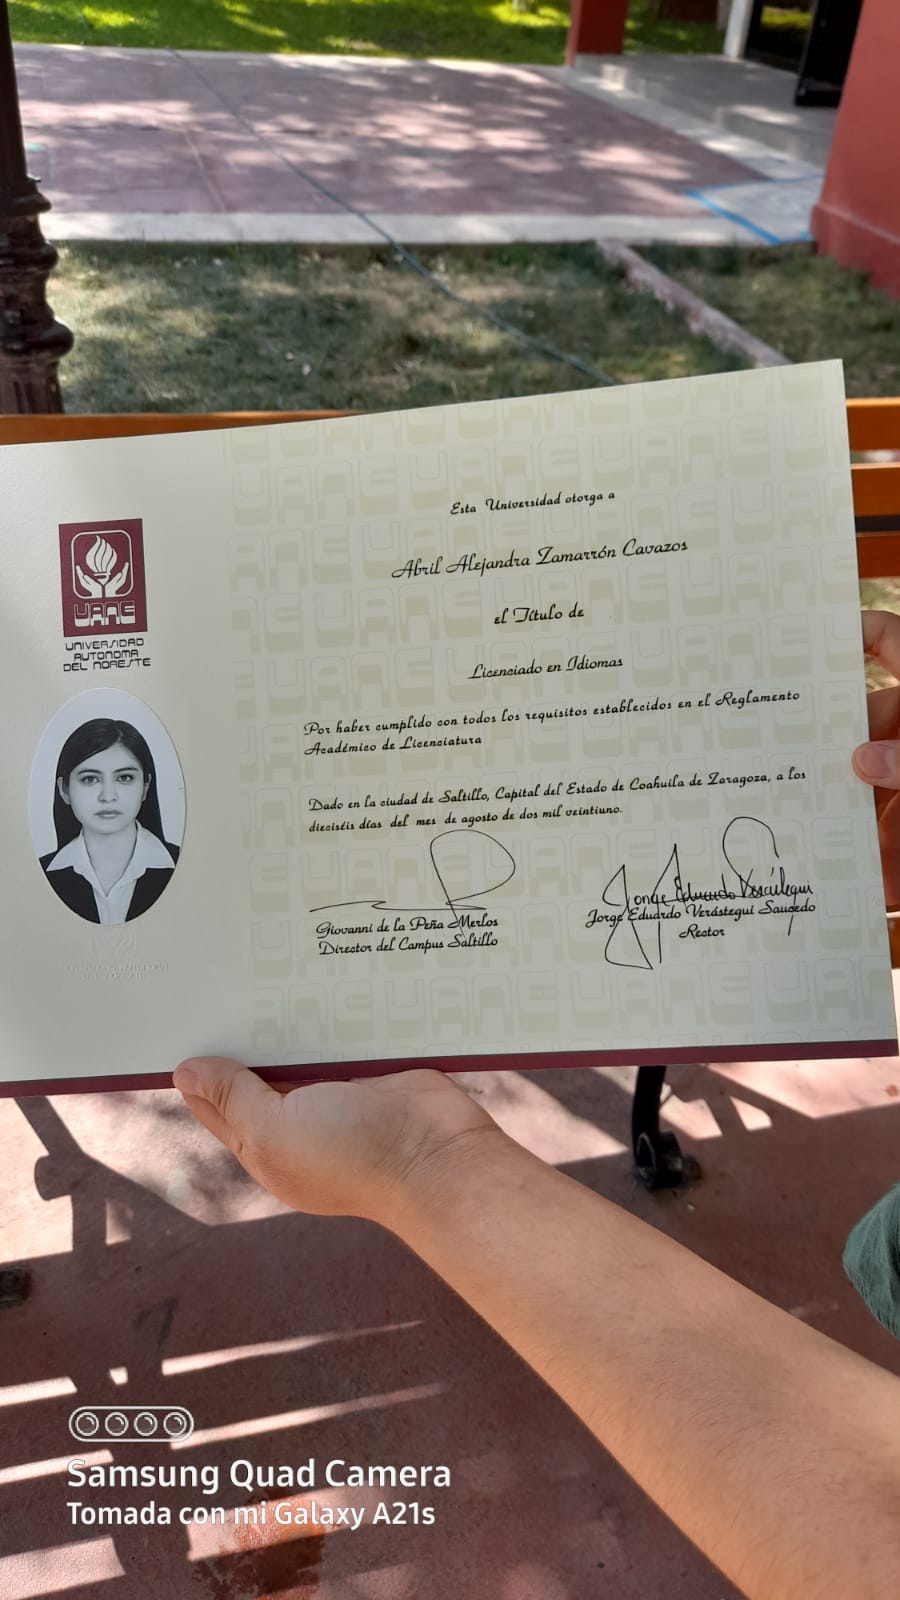 UANE
UNIVERSIDAD
AUTONOMA
DEL NORESTE
Esta Universidad otorga a
Abril Alejandra Zamarrón Cavazos
el Título de
Licenciado en Idiomas
Por haber cumplido con todos los requisitos establecidos en el Reglamento
Académico de Licenciatura
Dado en la ciudad de Saltillo, Capital del Estado de Coahuila de Zaragoza, a los
dieciséis días del mes de agosto de dos mil veintiuno.
Giovanni de la Peña Merlos
Director del Campus Saltillo
Jorge Eduardo Verástegui
Jorge Eduardo Verástegui Saucedo
Rector
Samsung Quad Camera
Tomada con mi Galaxy A21s